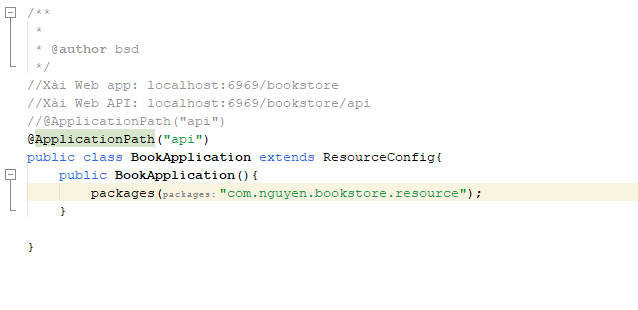 /**
*
* @author bsd
*/
//Xài Web app: localhost:6969/bookstore
//Xài Web API: localhost:6969/bookstore/api
//@ApplicationPath("api")
@ApplicationPath("api")
public class BookApplication extends ResourceConfig{
public BookApplication(){
packages(packages: "com.nguyen.bookstore.resource");
}
}